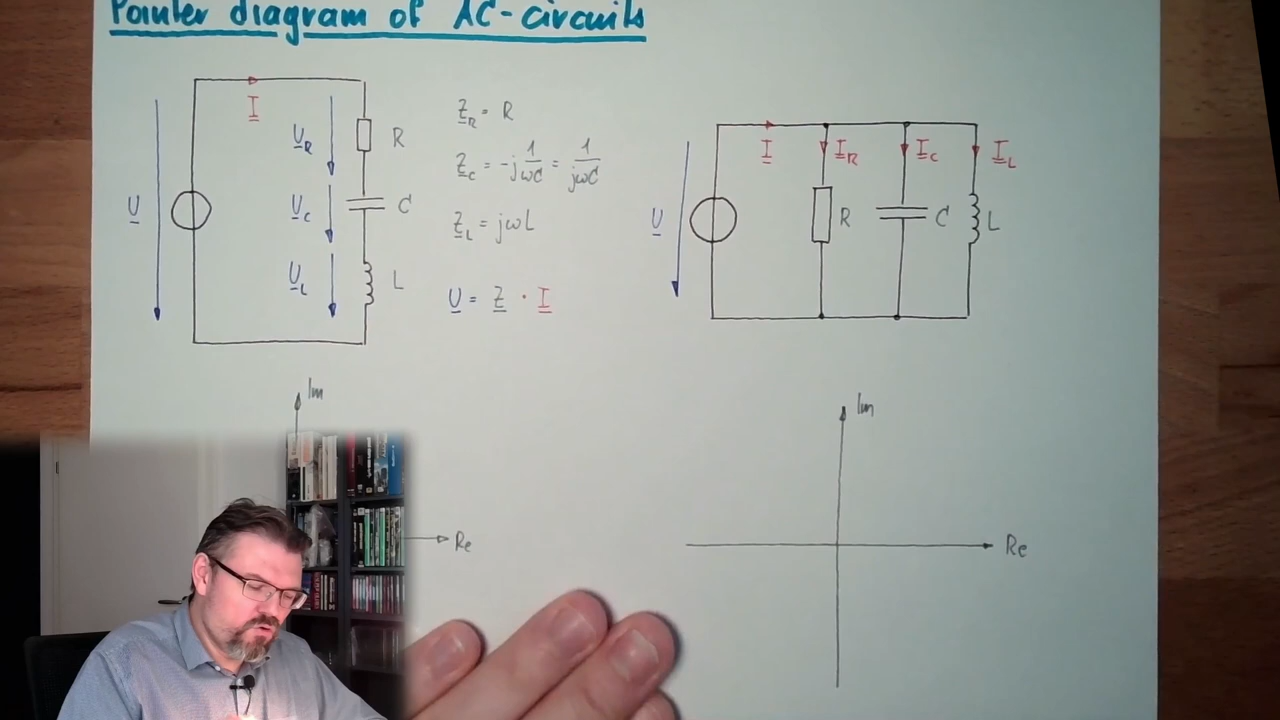 Pointer diagram of AC-circuits
I
U
U_R
U_C
U_L
R
C
L
Z_R = R
Z_C = -j 1/ωC = 1/jωC
Z_L = jωL
U = Z · I
U
I
I_R
I_C
I_L
R
C
L
Im
Re
Im
Re